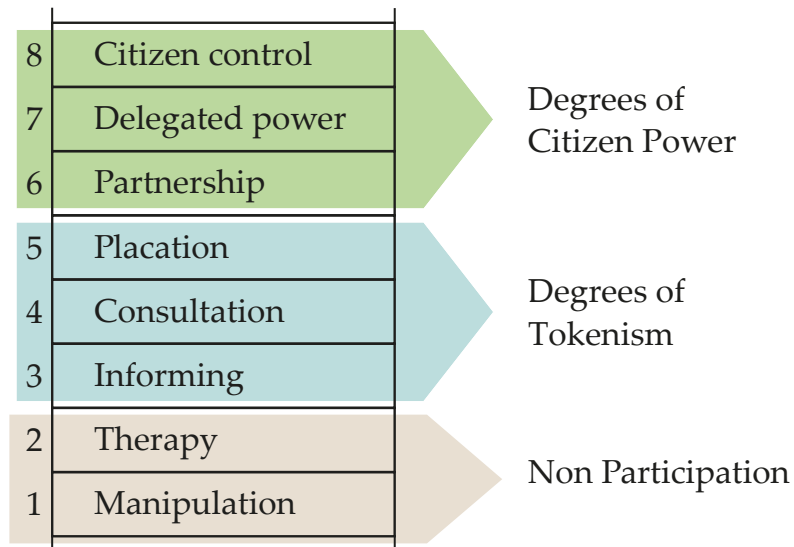 8 Citizen control
7 Delegated power
6 Partnership
Degrees of
Citizen Power
5 Placation
4 Consultation
3 Informing
Degrees of
Tokenism
2 Therapy
1 Manipulation
Non Participation